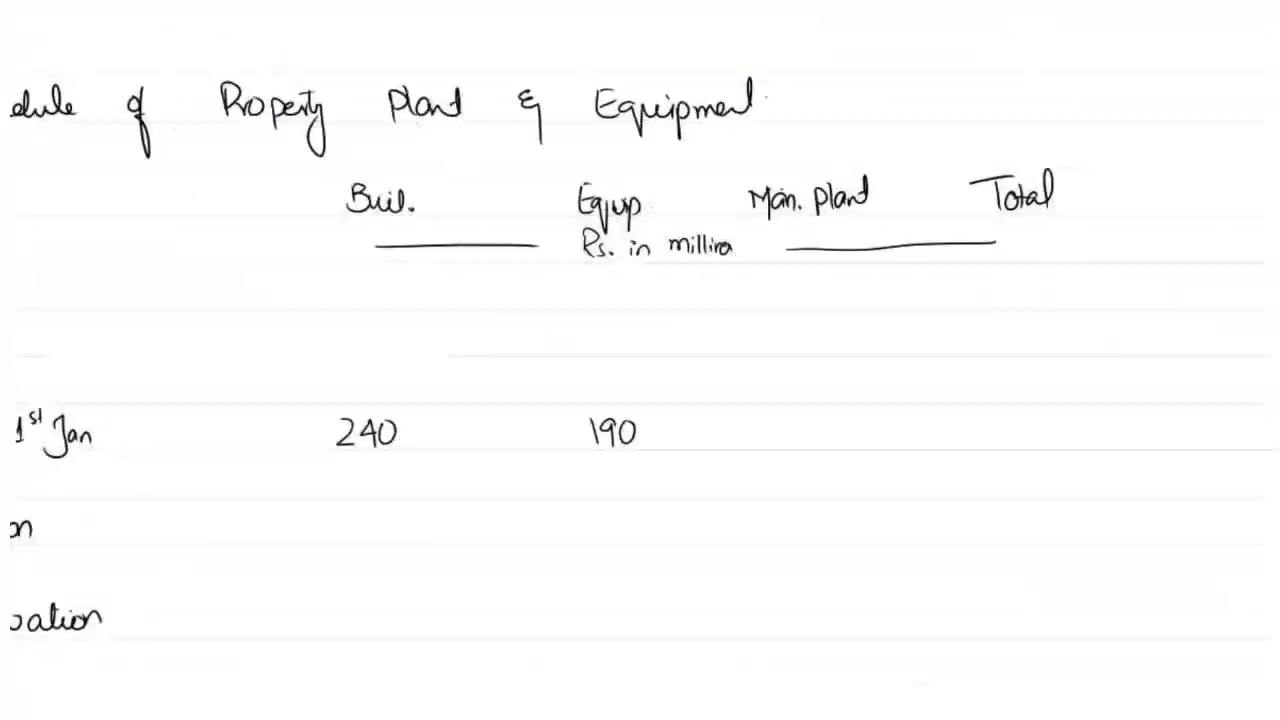 edule of Property Plant & Equipment
Buil. Equip Man. plant Total
Rs. in million
1st Jan 240 190
on
ation